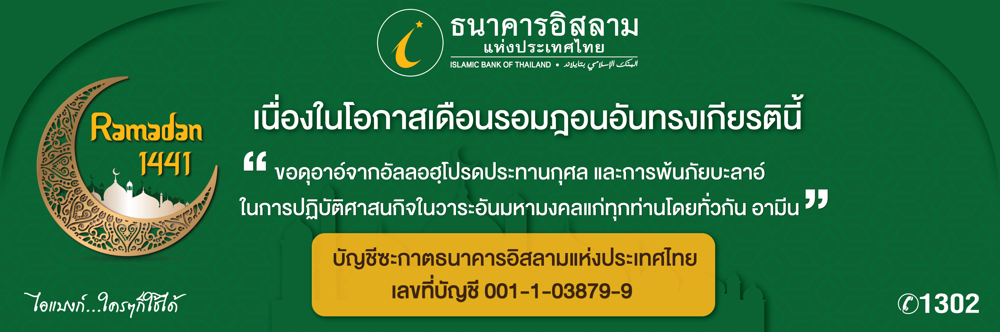 ธนาคารอิสลาม
แห่งประเทศไทย
ISLAMIC BANK OF THAILAND • البنك الإسلامي بتايلاند
Ramadan
1441
เนื่องในโอกาสเดือนรอมฎอนอันทรงเกียรตินี้
“ ขอดุอาอ์จากอัลลอฮฺโปรดประทานกุศล และการพ้นภัยบะลาอ์
ในการปฏิบัติศาสนกิจในวาระอันมหามงคลแก่ทุกท่านโดยทั่วกัน อามีน ”
บัญชีซะกาตธนาคารอิสลามแห่งประเทศไทย
เลขที่บัญชี 001-1-03879-9
ไอแบงก์...ใครๆก็ใช้ได้
1302